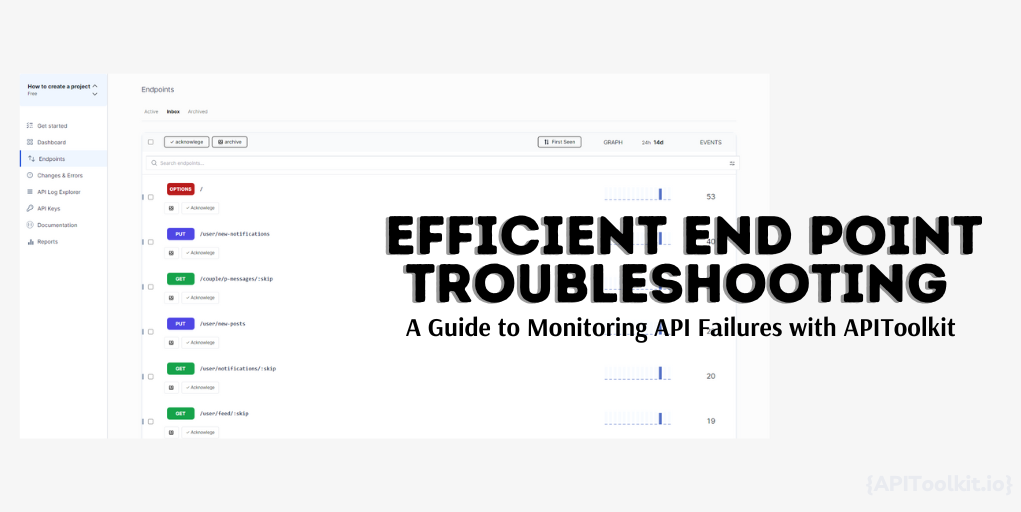 How to create a project
Free
Get started
Dashboard
Endpoints
Changes & Errors
API Log Explorer
API Keys
Documentation
Reports
Endpoints
Active Inbox Archived
✓ acknowlege archive First Seen GRAPH 24h 14d EVENTS
Search endpoints...
OPTIONS / 53
✓ Acknowlege
PUT /user/new-notifications 40
✓ Acknowlege
GET /couple/p-messages/:skip
✓ Acknowlege
PUT /user/new-posts
✓ Acknowlege
GET /user/notifications/:skip 20
✓ Acknowlege
GET /user/feed/:skip 19
✓ Acknowlege
EFFICIENT END POINT
TROUBLESHOOTING
A Guide to Monitoring API Failures with APIToolkit
{APIToolkit.io}